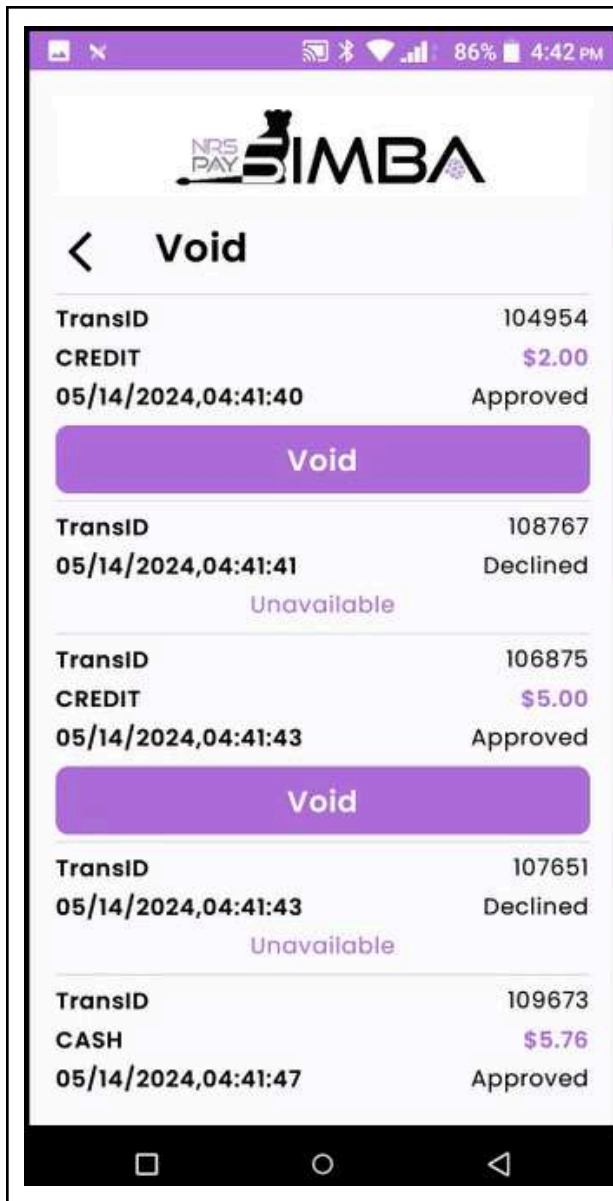 86% 4:42 PM
NRS
PAY
BIMBA
Void
TransID 104954
CREDIT $2.00
05/14/2024,04:41:40 Approved
Void
TransID 108767
05/14/2024,04:41:41 Declined
Unavailable
TransID 106875
CREDIT $5.00
05/14/2024,04:41:43 Approved
Void
TransID 107651
05/14/2024,04:41:43 Declined
Unavailable
TransID 109673
CASH $5.76
05/14/2024,04:41:47 Approved